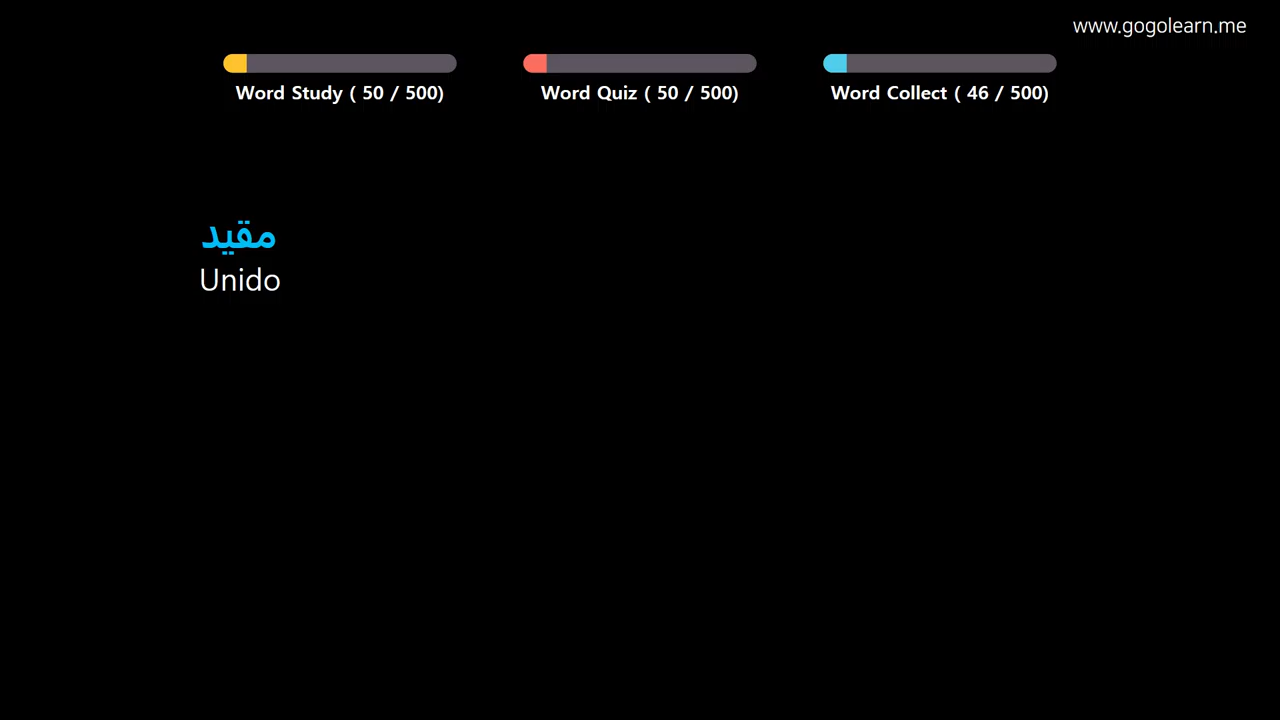 www.gogolearn.me
Word Study ( 50 / 500)
Word Quiz ( 50 / 500)
Word Collect ( 46 / 500)
مقيد
Unido